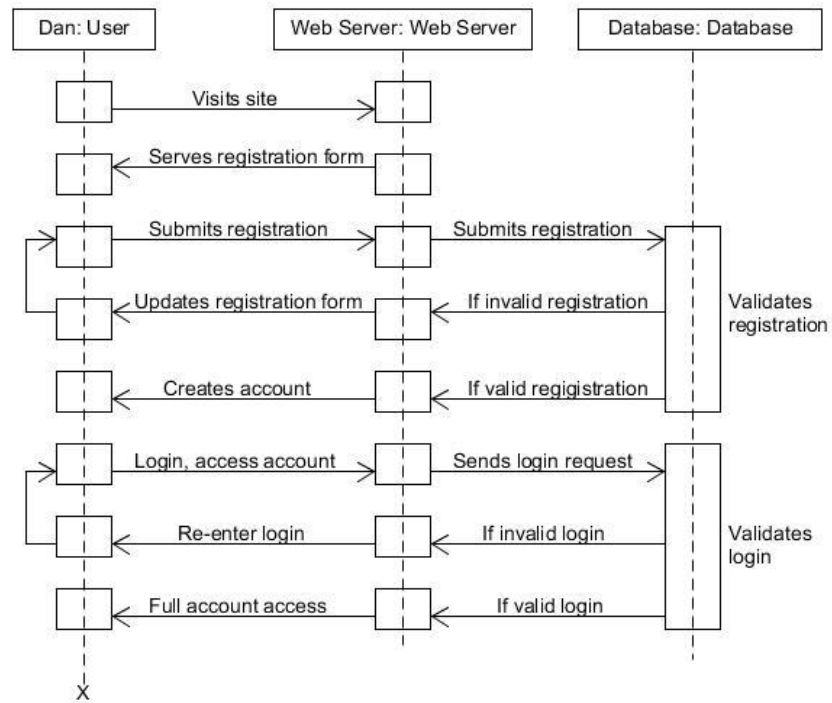 Dan: User
Web Server: Web Server
Database: Database
Visits site
Serves registration form
Submits registration
Submits registration
Updates registration form
If invalid registration
Validates
registration
Creates account
If valid regigistration
Login, access account
Sends login request
Re-enter login
If invalid login
Validates
login
Full account access
If valid login
X